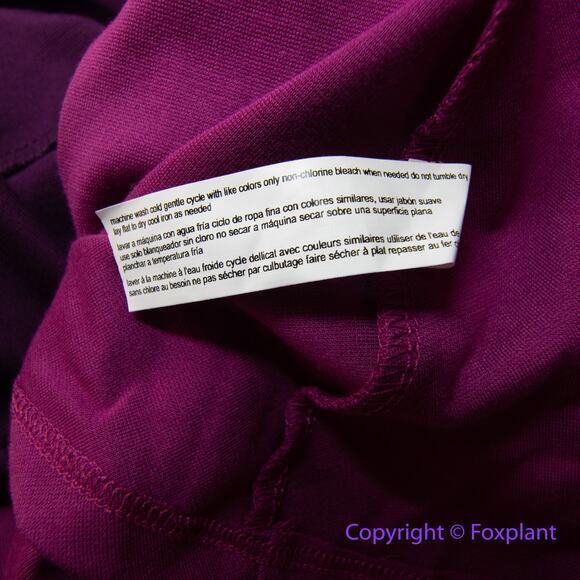 machine wash cold gentle cycle with like colors only non-chlorine bleach when needed do not tumble dry
lay flat to dry cool iron as needed
lavar a máquina con agua fría ciclo de ropa fina con colores similares, usar jabón suave
use solo blanqueador sin cloro no secar a máquina secar sobre una superficie plana
planchar a temperatura fría
laver à la machine à l'eau froide cycle dellicat avec couleurs similaires utiliser de l'eau de
sans chlore au besoin ne pas sécher par culbutage faire sécher à plat repasser au fer
Copyright © Foxplant